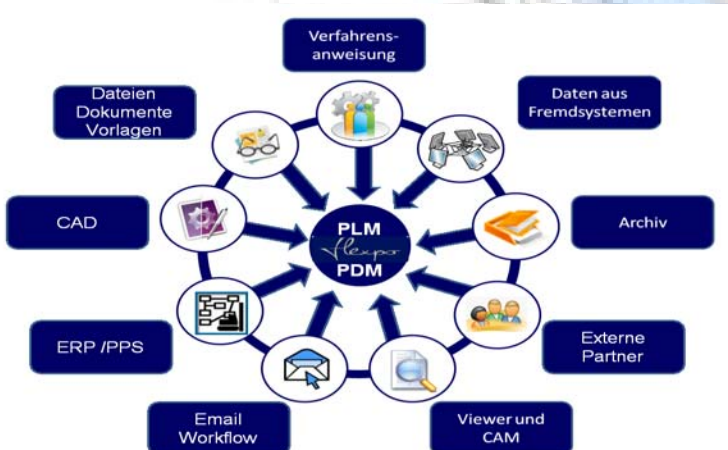 Verfahrens-
anweisung
Dateien
Dokumente
Vorlagen
Daten aus
Fremdsystemen
CAD
PLM
flexpo
PDM
Archiv
ERP /PPS
Externe
Partner
Email
Workflow
Viewer und
CAM